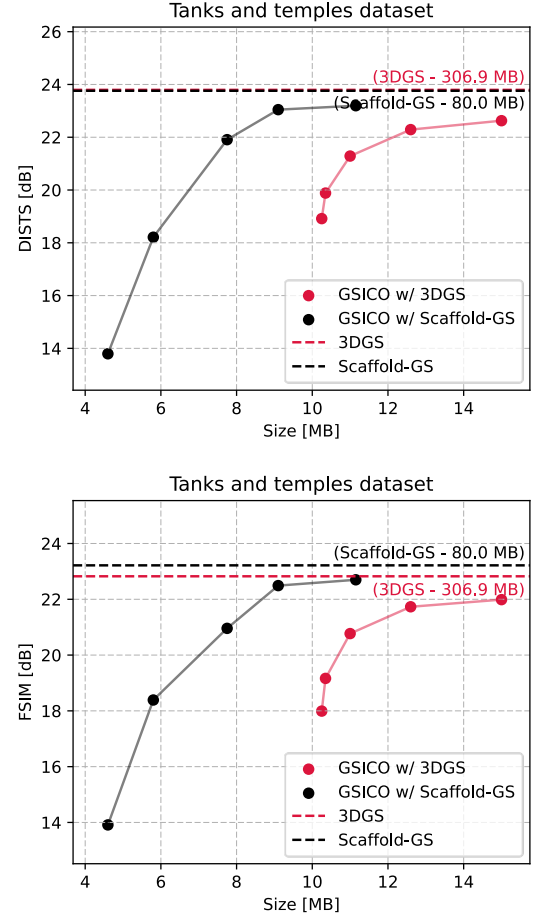 Tanks and temples dataset
26
24
22
20
18
16
14
DISTS [dB]
(3DGS - 306.9 MB)
(Scaffold-GS - 80.0 MB)
GSICO w/ 3DGS
GSICO w/ Scaffold-GS
3DGS
Scaffold-GS
4 6 8 10 12 14
Size [MB]
Tanks and temples dataset
24
22
20
18
16
14
FSIM [dB]
(Scaffold-GS - 80.0 MB)
(3DGS - 306.9 MB)
GSICO w/ 3DGS
GSICO w/ Scaffold-GS
3DGS
Scaffold-GS
4 6 8 10 12 14
Size [MB]